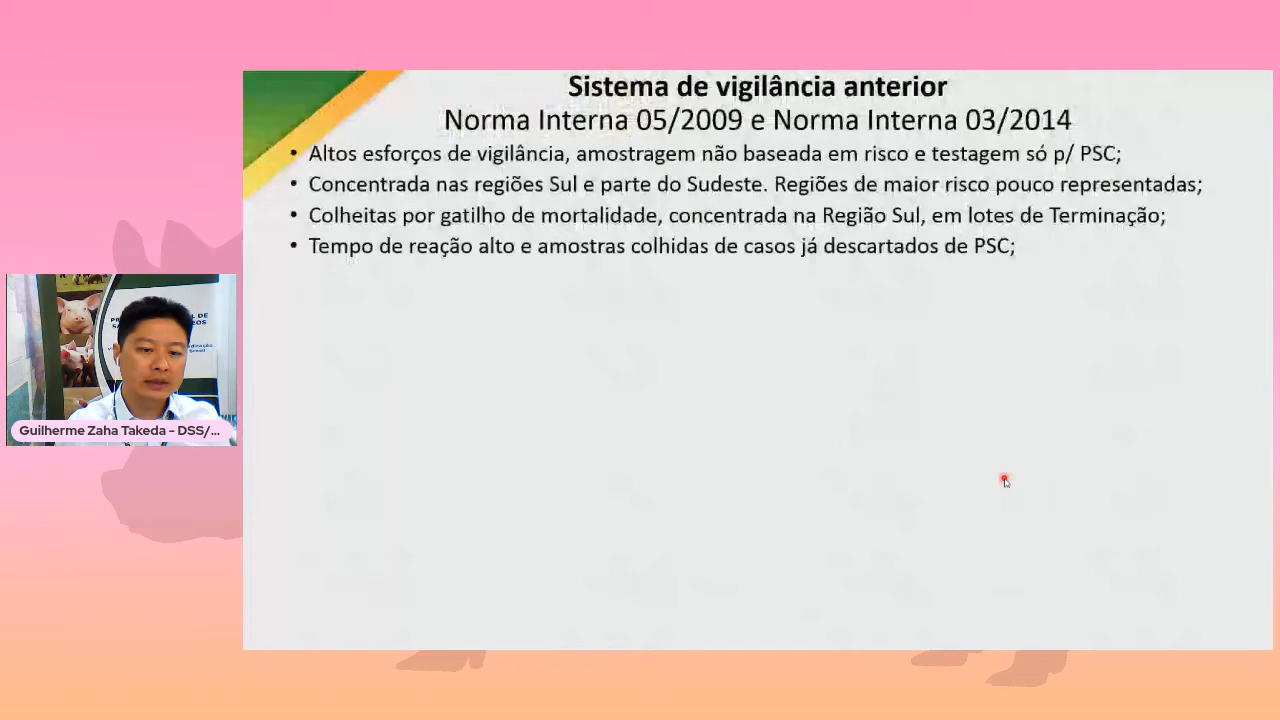 Sistema de vigilância anterior
Norma Interna 05/2009 e Norma Interna 03/2014
• Altos esforços de vigilância, amostragem não baseada em risco e testagem só p/ PSC;
• Concentrada nas regiões Sul e parte do Sudeste. Regiões de maior risco pouco representadas;
• Colheitas por gatilho de mortalidade, concentrada na Região Sul, em lotes de Terminação;
• Tempo de reação alto e amostras colhidas de casos já descartados de PSC;
Guilherme Zaha Takeda - DSS/...